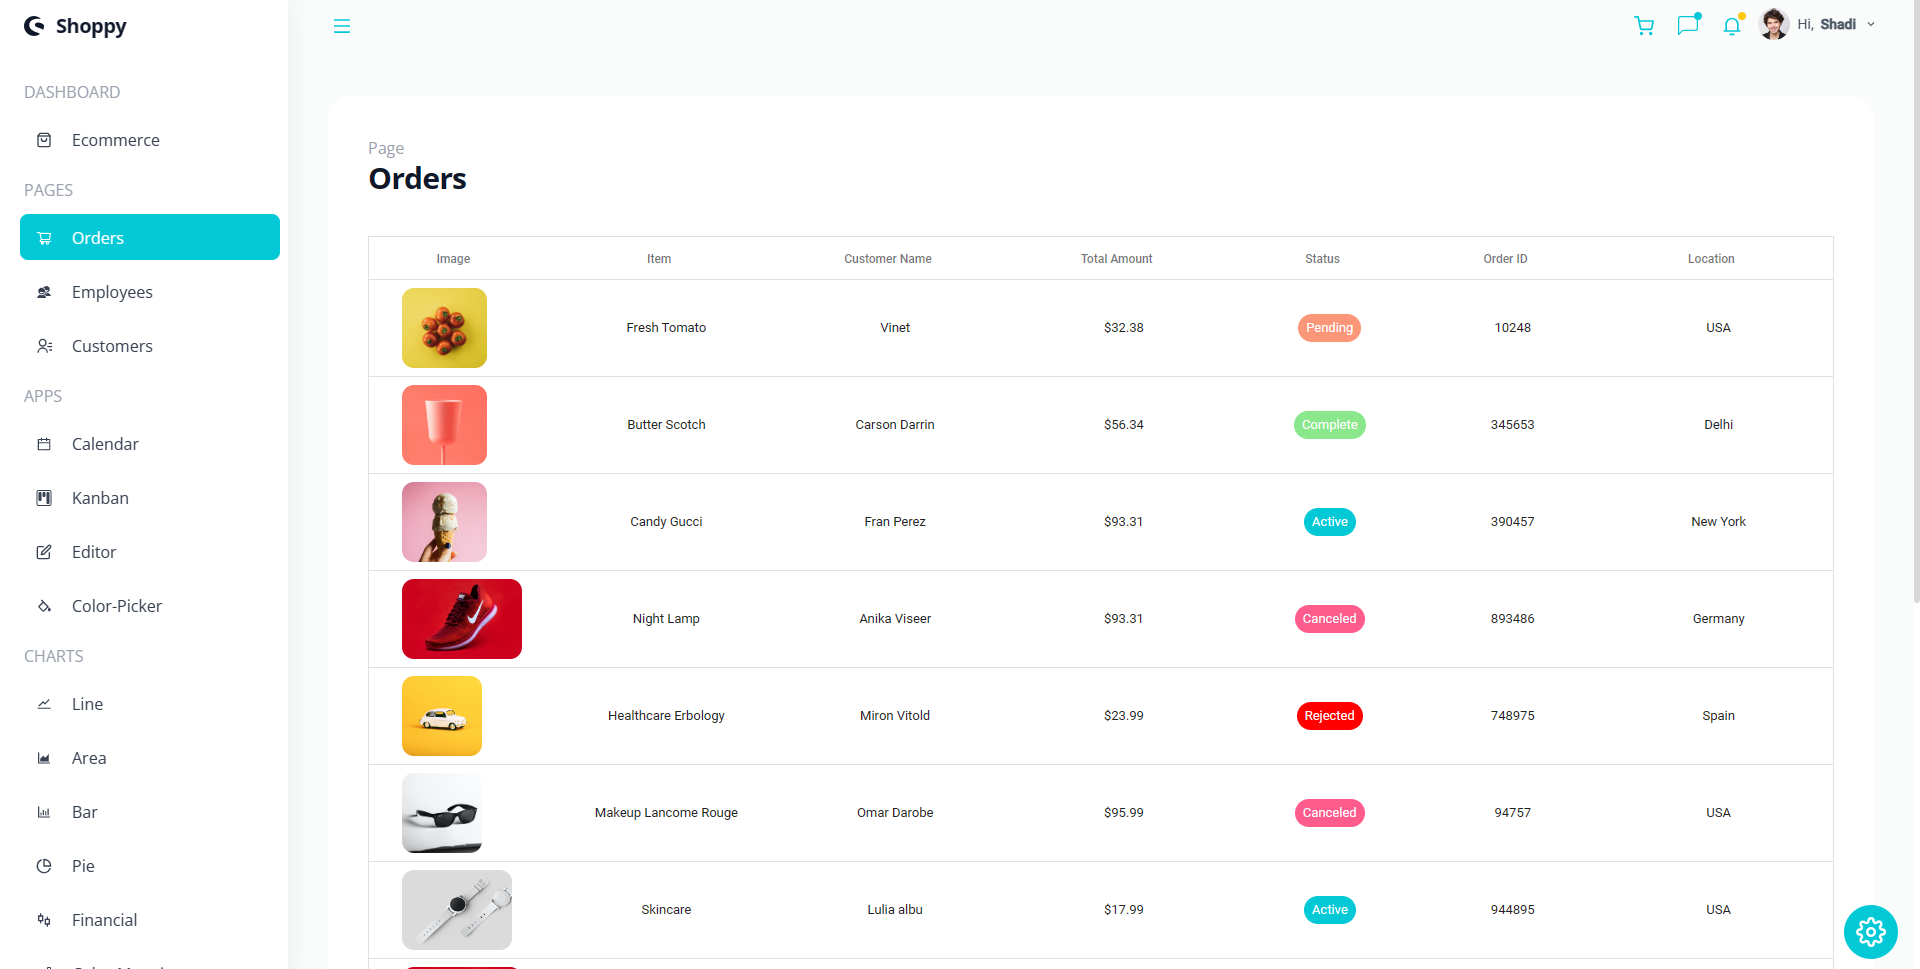 Shoppy
Hi, Shadi
DASHBOARD
Ecommerce
PAGES
Orders
Employees
Customers
APPS
Calendar
Kanban
Editor
Color-Picker
CHARTS
Line
Area
Bar
Pie
Financial
Page
Orders
Image Item Customer Name Total Amount Status Order ID Location
Fresh Tomato Vinet $32.38 Pending 10248 USA
Butter Scotch Carson Darrin $56.34 Complete 345653 Delhi
Candy Gucci Fran Perez $93.31 Active 390457 New York
Night Lamp Anika Viseer $93.31 Canceled 893486 Germany
Healthcare Erbology Miron Vitold $23.99 Rejected 748975 Spain
Makeup Lancome Rouge Omar Darobe $95.99 Canceled 94757 USA
Skincare Lulia albu $17.99 Active 944895 USA